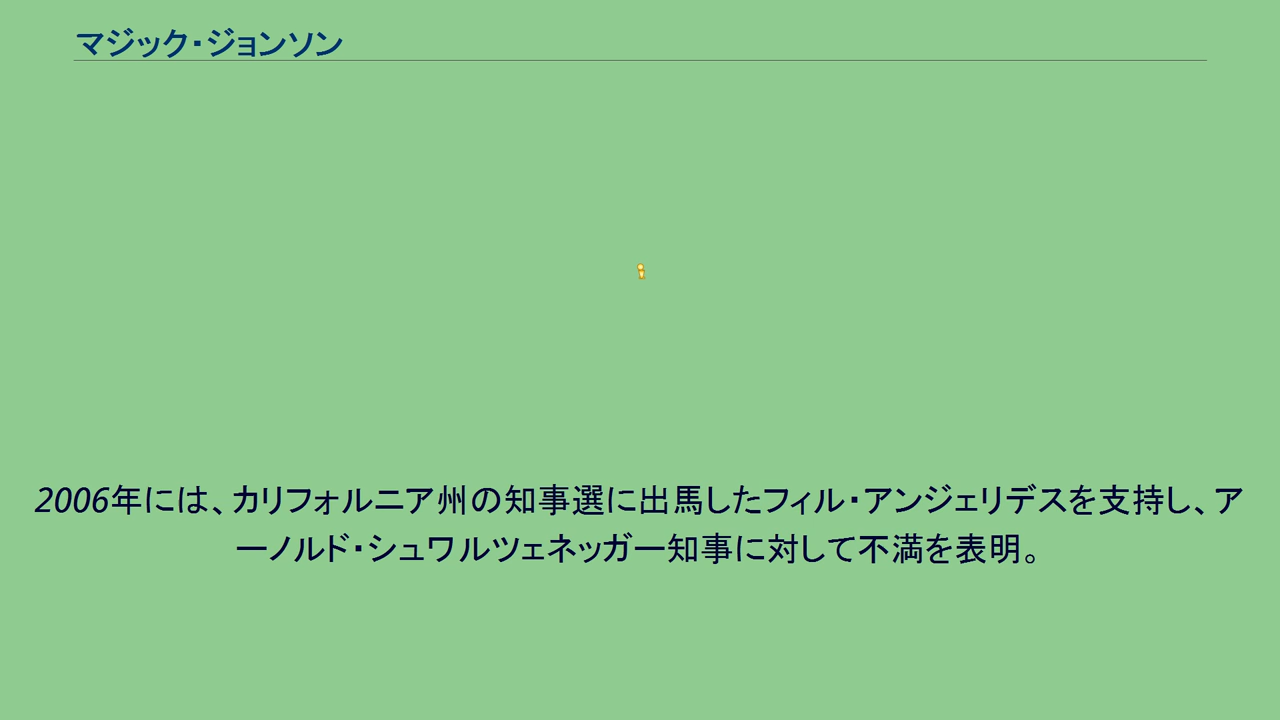 マジック・ジョンソン
2006年には、カリフォルニア州の知事選に出馬したフィル・アンジェリデスを支持し、ア
ーノルド・シュワルツェネッガー知事に対して不満を表明。